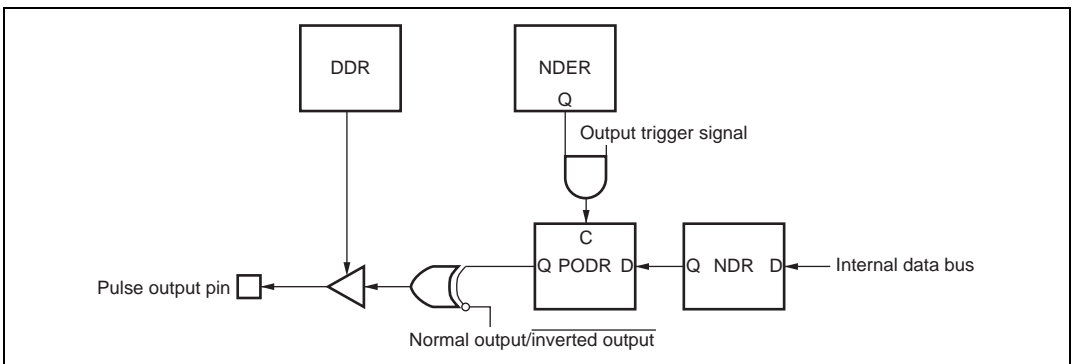 DDR
NDER
Q
Output trigger signal
C
Q PODR D
Q NDR D
Internal data bus
Pulse output pin
Normal output/inverted output